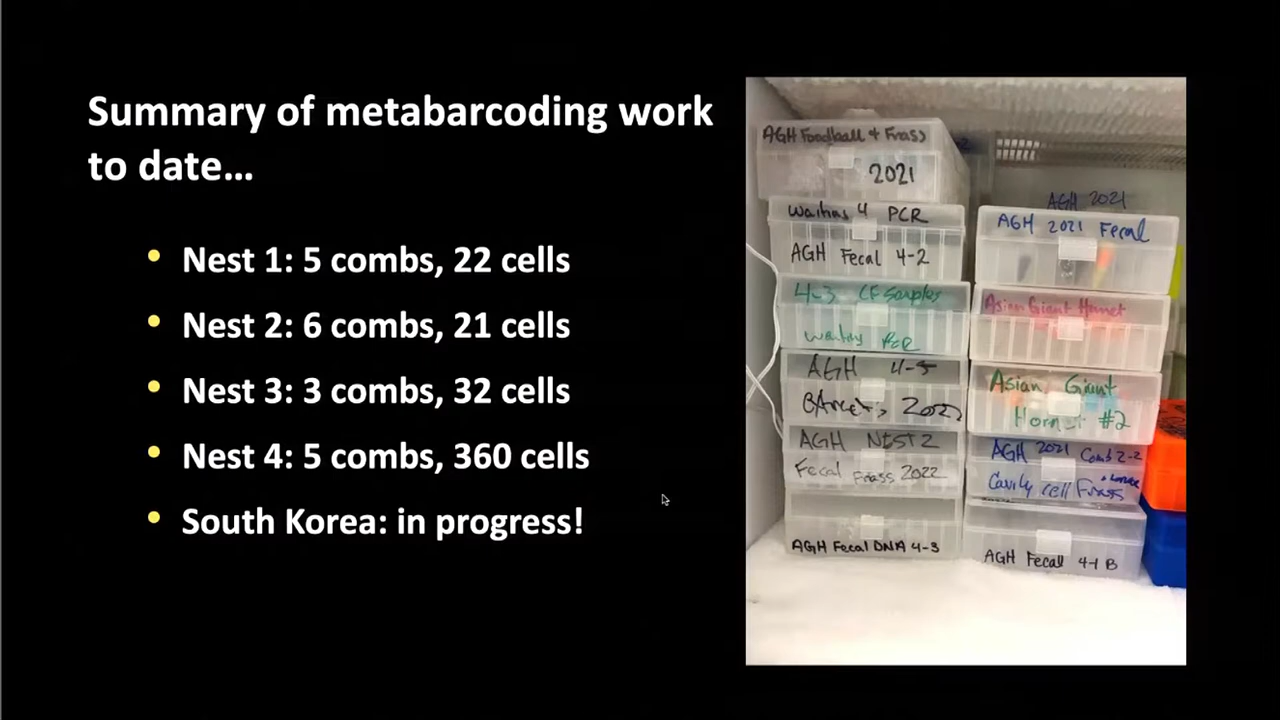 Summary of metabarcoding work
to date...
• Nest 1: 5 combs, 22 cells
• Nest 2: 6 combs, 21 cells
• Nest 3: 3 combs, 32 cells
• Nest 4: 5 combs, 360 cells
• South Korea: in progress!
AGH Foodball & Frass
2021
Waiting 4 PCR
AGH Fecal 4-2
4-3 CF Samples
waiting PCR
AGH 4-5
2022
AGH Nest 2
Fecal Frass 2022
AGH Fecal DNA 4-3
AGH 2021
AGH 2021 Fecal
Asian Giant Hornet
Asian Giant
Hornet #2
AGH 2021 Comb 2-2
Cavity cell Frass
AGH Fecal 4-1 B